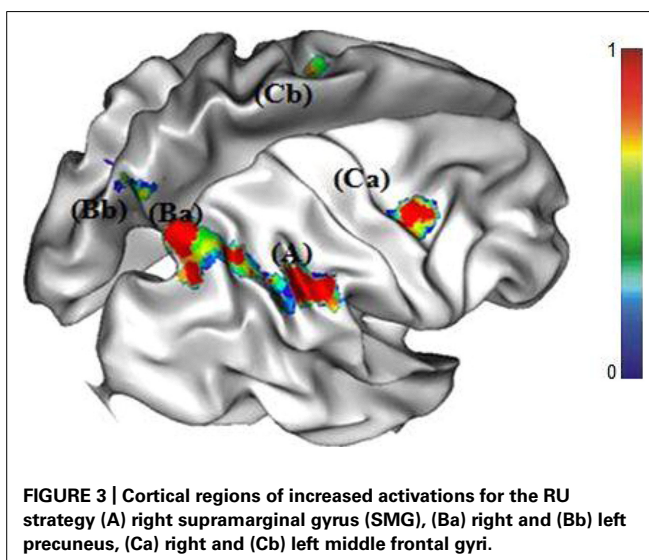 1
(Cb)
(Ca)
(Bb) (Ba)
(A)
0
FIGURE 3 | Cortical regions of increased activations for the RU
strategy (A) right supramarginal gyrus (SMG), (Ba) right and (Bb) left
precuneus, (Ca) right and (Cb) left middle frontal gyri.